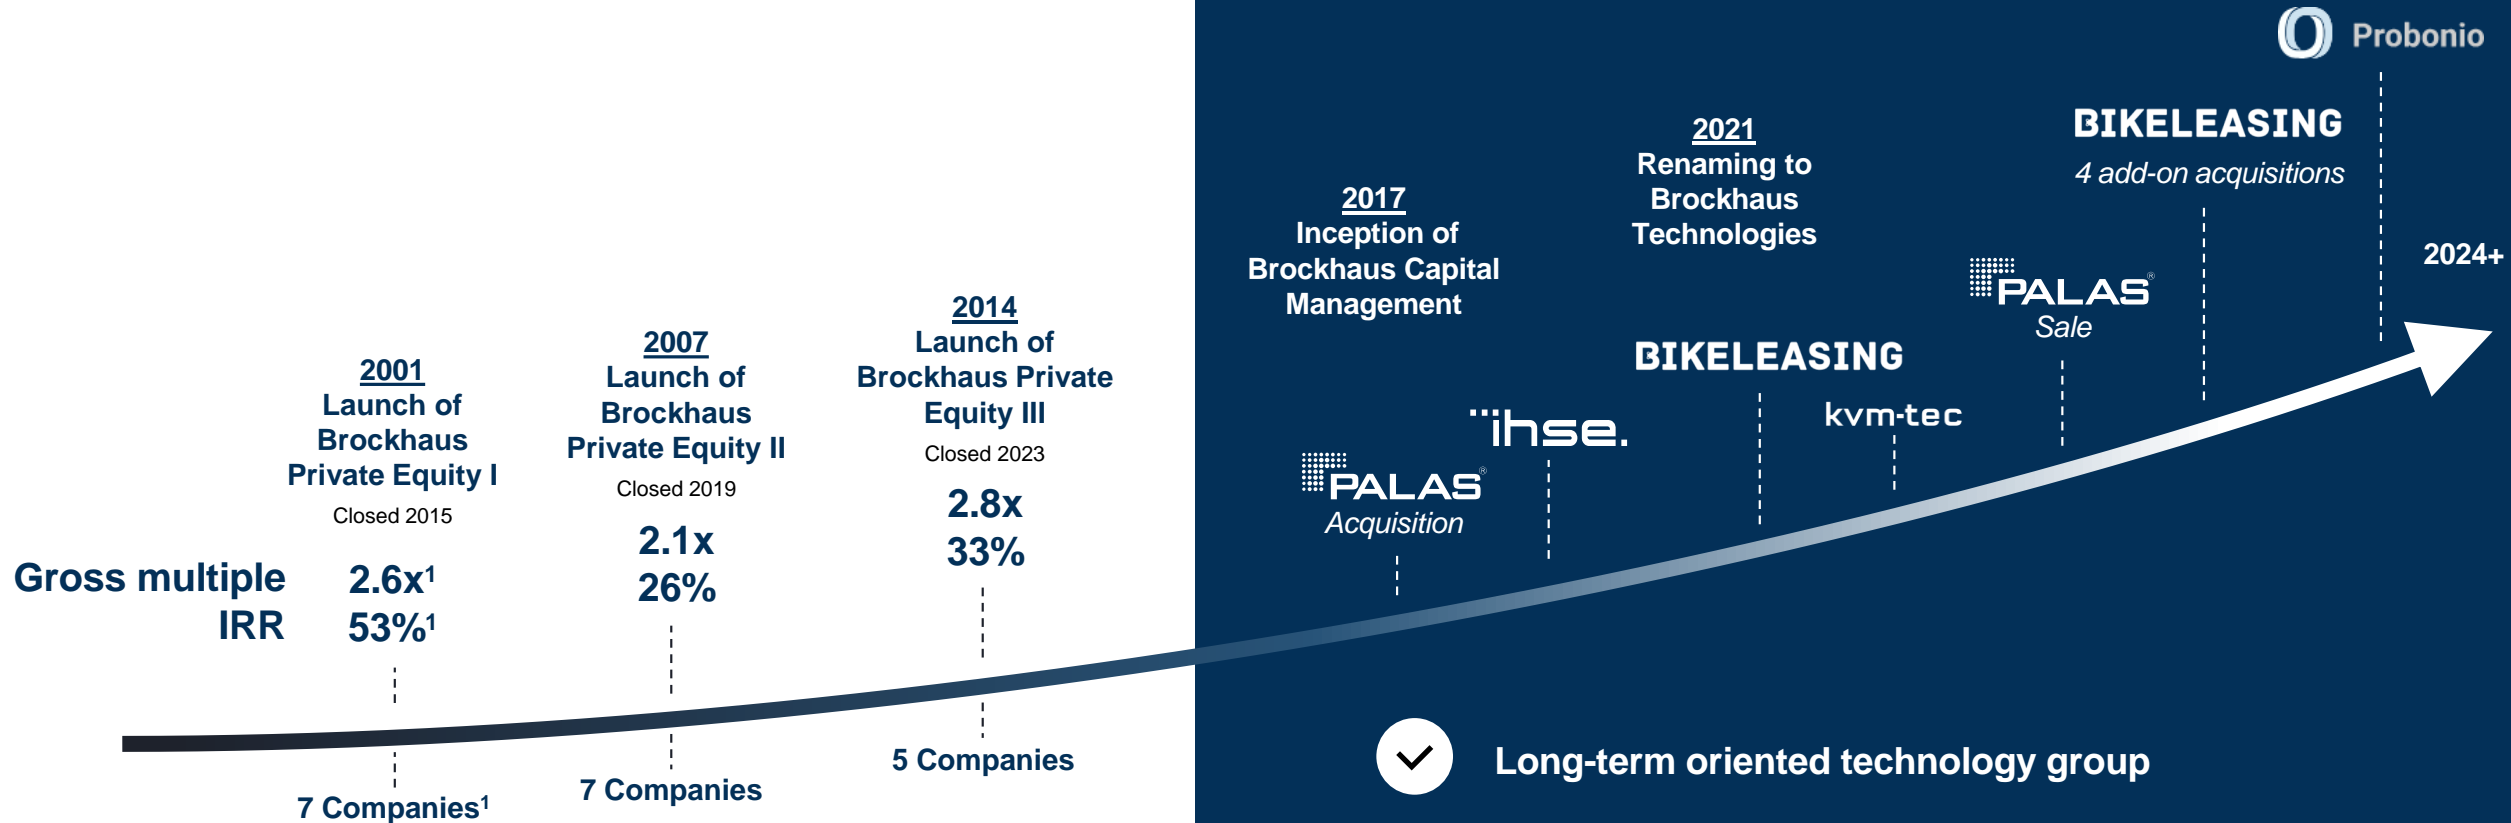 Gross multiple
IRR
2001
Launch of
Brockhaus
Private Equity I
Closed 2015
2.6x¹
53%¹
7 Companies¹
2007
Launch of
Brockhaus
Private Equity II
Closed 2019
2.1x
26%
7 Companies
2014
Launch of
Brockhaus Private
Equity III
Closed 2023
2.8x
33%
5 Companies
2017
Inception of
Brockhaus Capital
Management
PALAS®
Acquisition
ihse.
2021
Renaming to
Brockhaus
Technologies
BIKELEASING
kvm-tec
PALAS®
Sale
BIKELEASING
4 add-on acquisitions
Probonio
2024+
Long-term oriented technology group